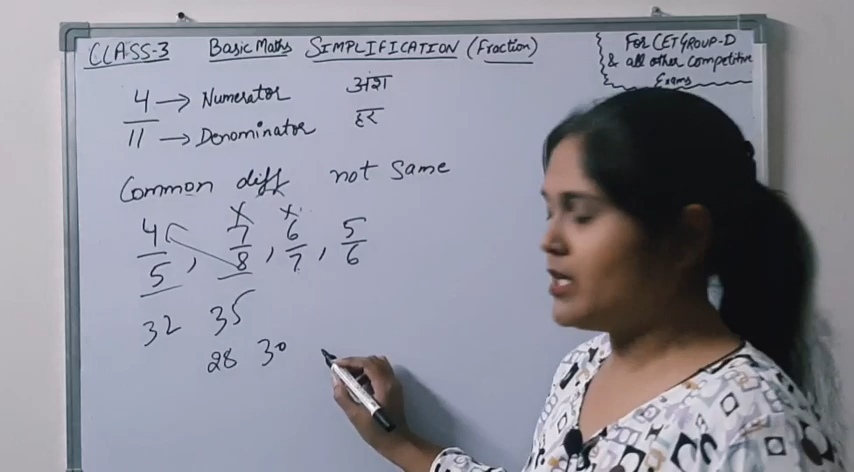 CLASS-3 Basic Maths SIMPLIFICATION (Fraction)
FOR CET GROUP-D
& all other competitive
Exams
4 → Numerator अंश
11 → Denominator हर
Common diff not same
x x
4 7 6 5
5 , 8 , 7 , 6
32 35
28 30